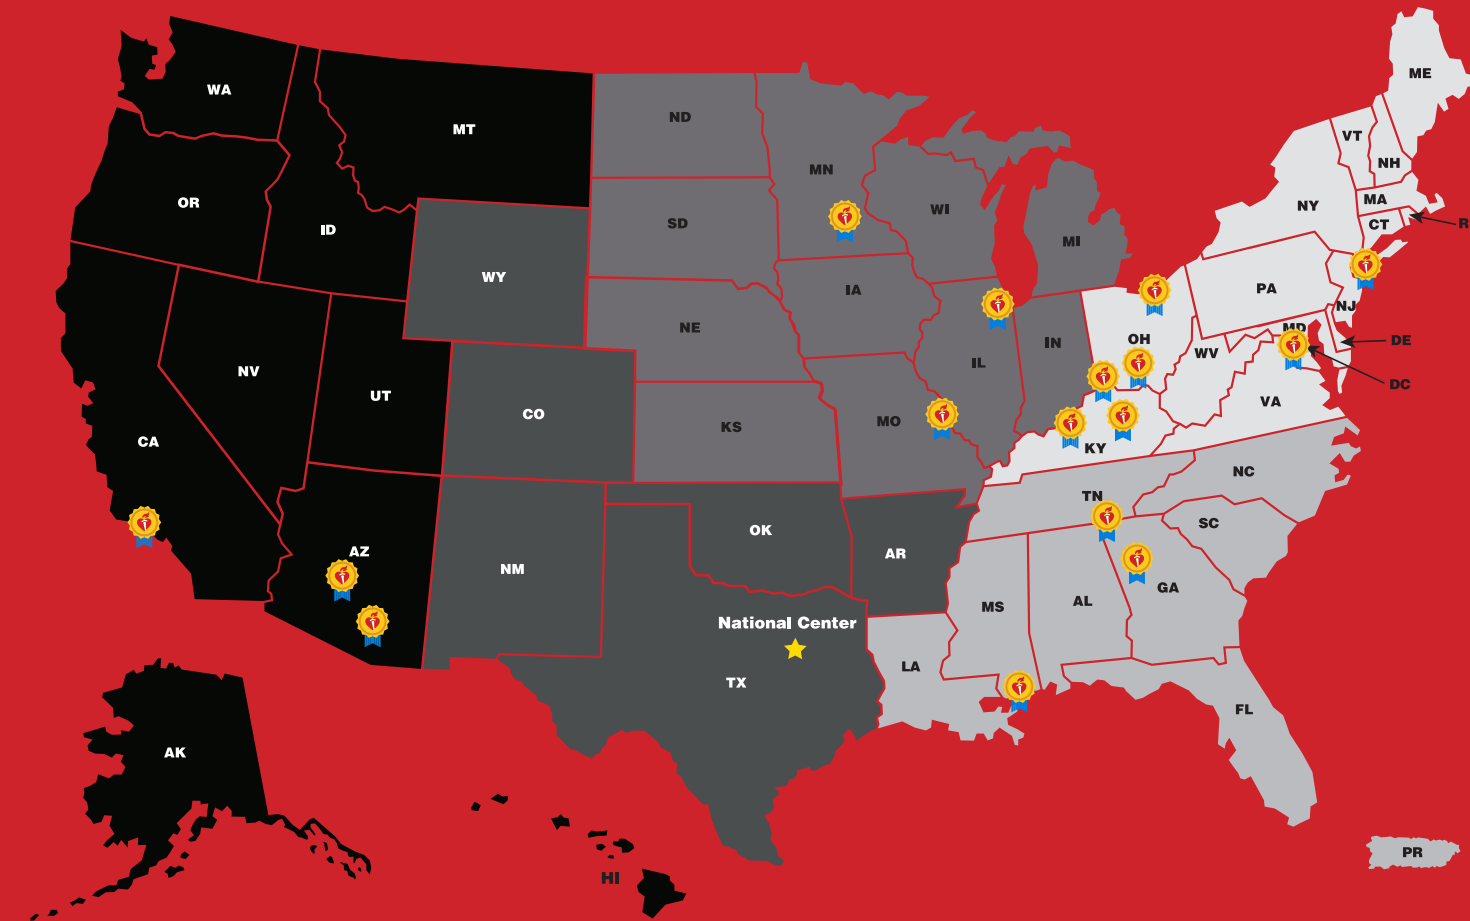 ME
WA
ND
MT
VT
NH
MN
MA
OR
NY
WI
SD
CT
R
ID
MI
WY
PA
IA
NJ
NE
MD
OH
DE
IN
WV
IL
NV
DC
UT
VA
CO
MO
KS
CA
KY
NC
TN
SC
OK
AZ
AR
NM
GA
AL
MS
National Center
LA
TX
FL
AK
PR
HI